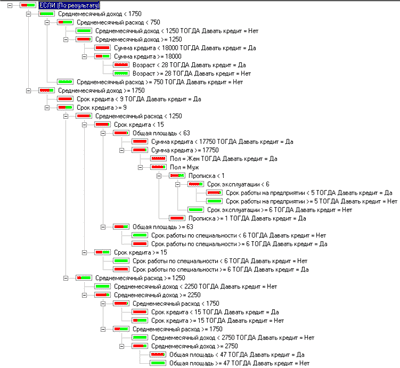 ЕСЛИ (По результату)
Среднемесячный доход < 1750
Среднемесячный расход < 750
Среднемесячный доход < 1250 ТОГДА Давать кредит = Нет
Среднемесячный доход >= 1250
Сумма кредита < 18000 ТОГДА Давать кредит = Да
Сумма кредита >= 18000
Возраст < 28 ТОГДА Давать кредит = Да
Возраст >= 28 ТОГДА Давать кредит = Нет
Среднемесячный расход >= 750 ТОГДА Давать кредит = Нет
Среднемесячный доход >= 1750
Срок кредита < 9 ТОГДА Давать кредит = Да
Срок кредита >= 9
Среднемесячный расход < 1250
Срок кредита < 15
Общая площадь < 63
Сумма кредита < 17750 ТОГДА Давать кредит = Да
Сумма кредита >= 17750
Пол = Жен ТОГДА Давать кредит = Да
Пол = Муж
Прописка < 1
Срок эксплуатации < 6
Срок работы на предприятии < 5 ТОГДА Давать кредит = Да
Срок работы на предприятии >= 5 ТОГДА Давать кредит = Нет
Срок эксплуатации >= 6 ТОГДА Давать кредит = Нет
Прописка >= 1 ТОГДА Давать кредит = Да
Общая площадь >= 63
Срок работы по специальности < 6 ТОГДА Давать кредит = Нет
Срок работы по специальности >= 6 ТОГДА Давать кредит = Да
Срок кредита >= 15
Срок работы по специальности < 6 ТОГДА Давать кредит = Нет
Срок работы по специальности >= 6 ТОГДА Давать кредит = Да
Среднемесячный расход >= 1250
Среднемесячный доход < 2250 ТОГДА Давать кредит = Нет
Среднемесячный доход >= 2250
Среднемесячный расход < 1750
Срок кредита < 15 ТОГДА Давать кредит = Да
Срок кредита >= 15 ТОГДА Давать кредит = Нет
Среднемесячный расход >= 1750
Среднемесячный доход < 2750 ТОГДА Давать кредит = Нет
Среднемесячный доход >= 2750
Общая площадь < 47 ТОГДА Давать кредит = Да
Общая площадь >= 47 ТОГДА Давать кредит = Нет